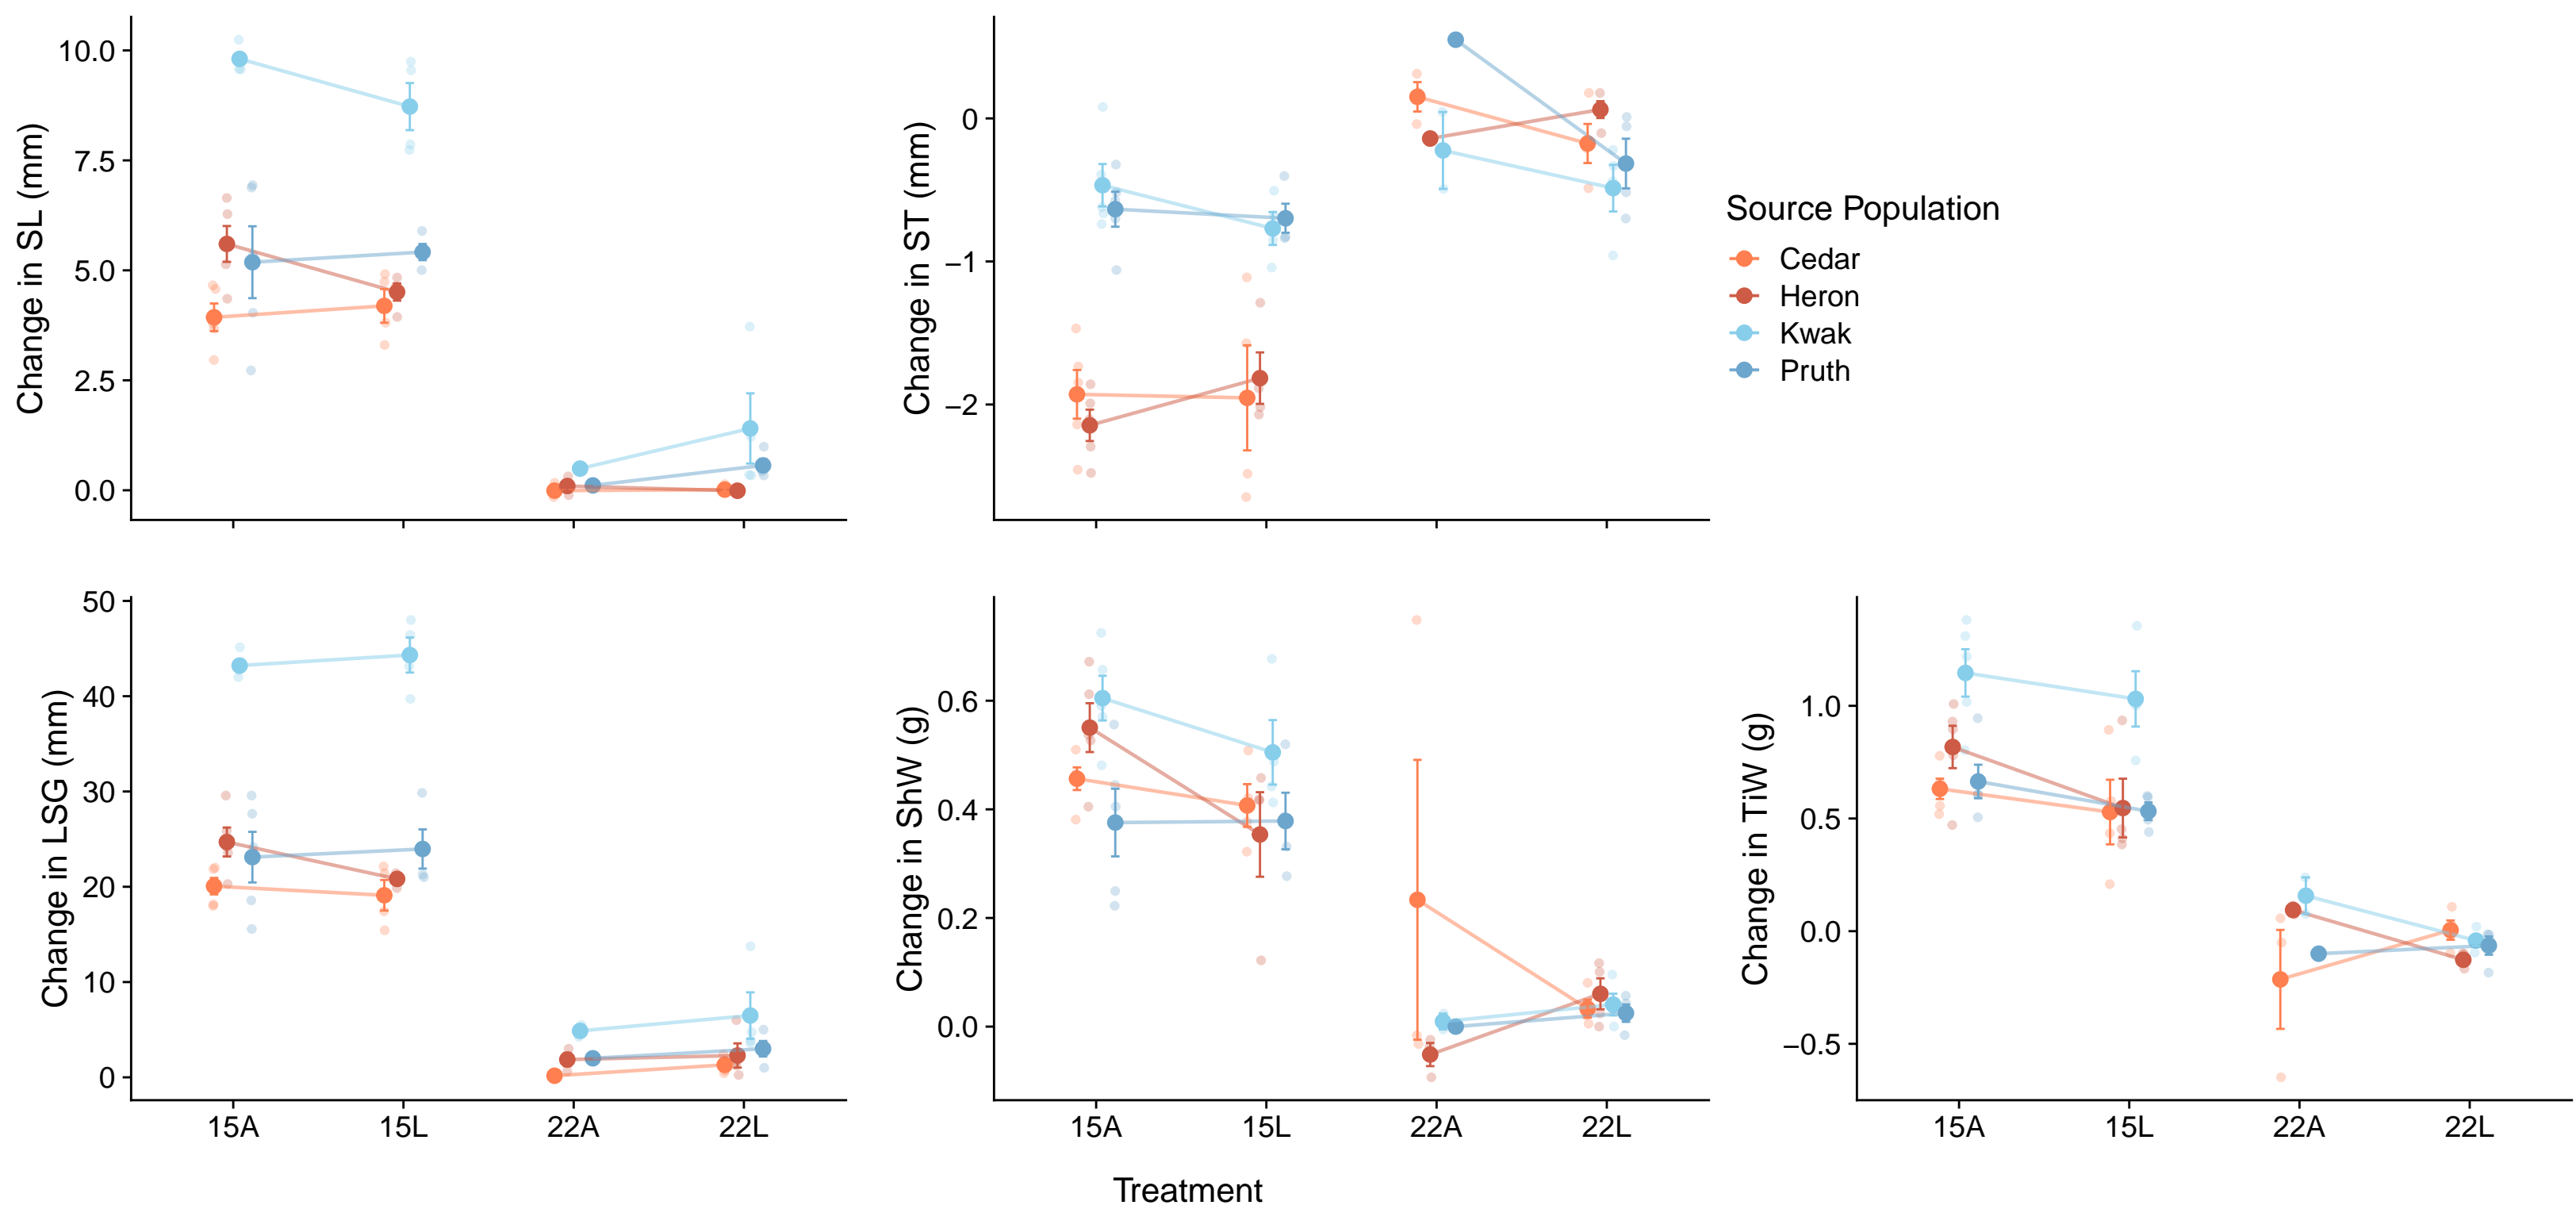 Change in SL (mm)
10.0
7.5
5.0
2.5
0.0
Change in ST (mm)
0
−1
−2
Source Population
Cedar
Heron
Kwak
Pruth
Change in LSG (mm)
50
40
30
20
10
0
15A 15L 22A 22L
Change in ShW (g)
0.6
0.4
0.2
0.0
15A 15L 22A 22L
Change in TiW (g)
1.0
0.5
0.0
−0.5
15A 15L 22A 22L
Treatment